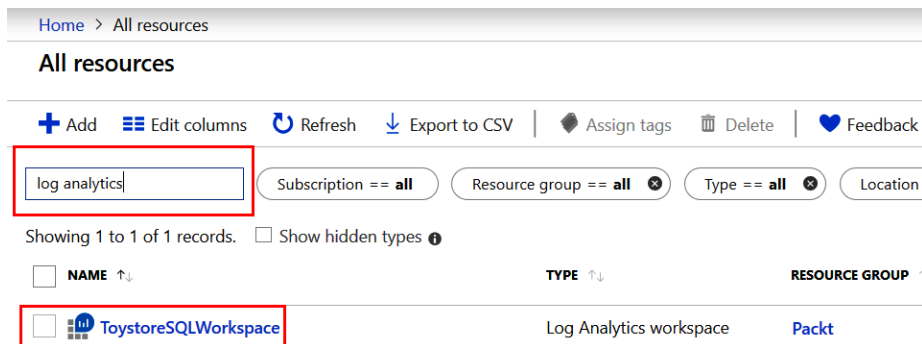 Home > All resources
All resources
Add Edit columns Refresh Export to CSV Assign tags Delete Feedback
log analytics Subscription == all Resource group == all Type == all Location
Showing 1 to 1 of 1 records. Show hidden types
NAME TYPE RESOURCE GROUP
ToystoreSQLWorkspace Log Analytics workspace Packt